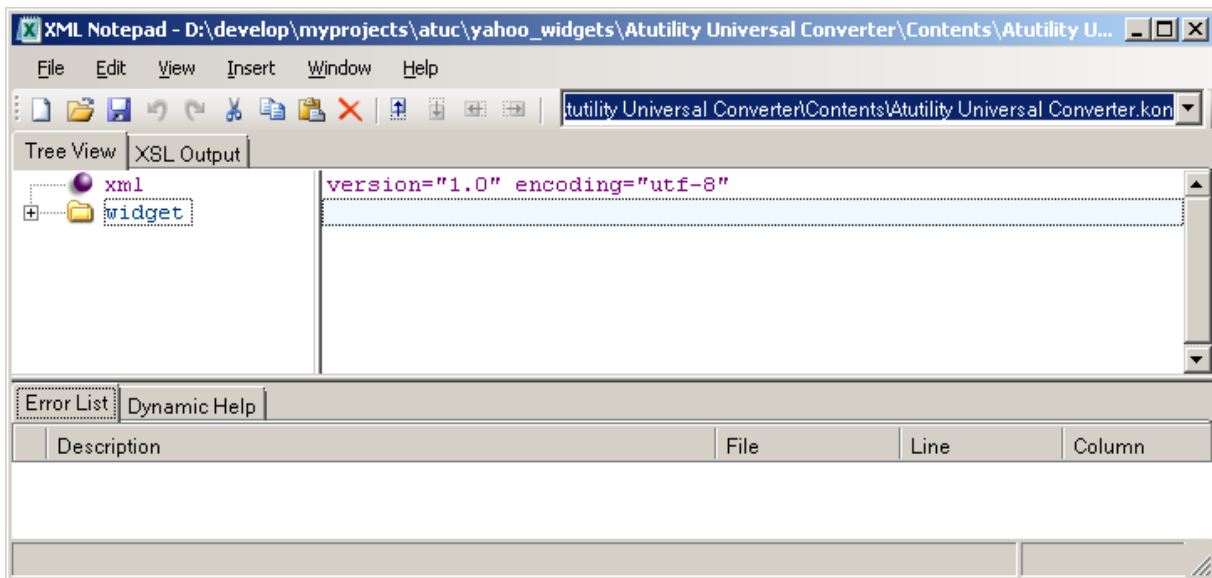 XML Notepad - D:\develop\myprojects\atuc\yahoo_widgets\Atutility Universal Converter\Contents\Atutility U...
File Edit View Insert Window Help
tutility Universal Converter\Contents\Atutility Universal Converter.kon
Tree View XSL Output
xml version="1.0" encoding="utf-8"
widget
Error List Dynamic Help
Description File Line Column